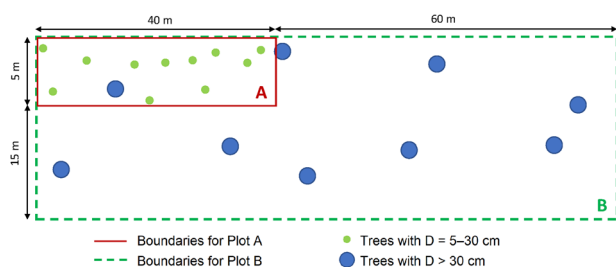 40 m
60 m
5 m
A
15 m
B
Boundaries for Plot A
Trees with D = 5–30 cm
Boundaries for Plot B
Trees with D > 30 cm